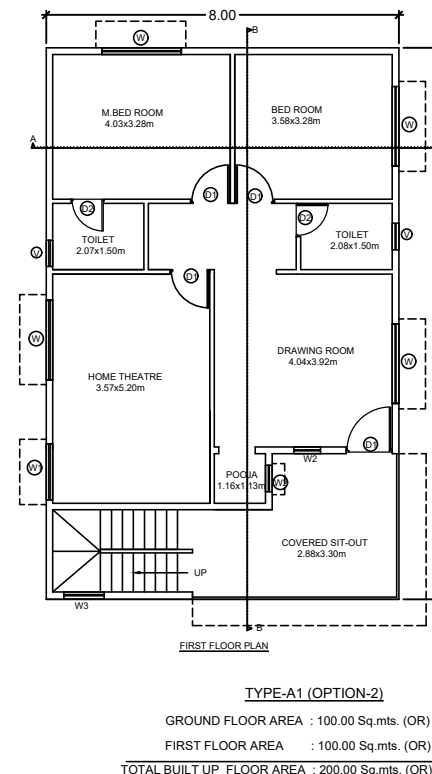 8.00
B
W
M.BED ROOM
4.03x3.28m
BED ROOM
3.58x3.28m
W
A
D1
D1
D2
D2
TOILET
2.07x1.50m
TOILET
2.08x1.50m
V
V
D1
W
HOME THEATRE
3.57x5.20m
DRAWING ROOM
4.04x3.92m
W
D1
W1
W2
POOJA
1.16x1.13m
W2
COVERED SIT-OUT
2.88x3.30m
UP
W3
B'
FIRST FLOOR PLAN
TYPE-A1 (OPTION-2)
GROUND FLOOR AREA : 100.00 Sq.mts. (OR)
FIRST FLOOR AREA : 100.00 Sq.mts. (OR)
TOTAL BUILT UP FLOOR AREA : 200.00 Sq.mts. (OR)